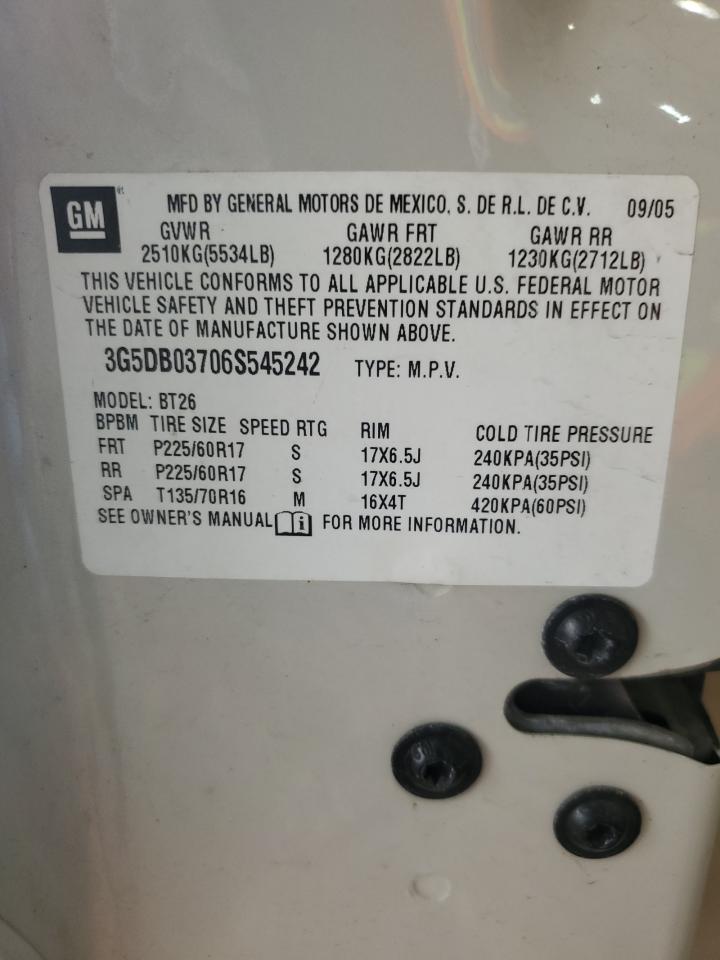 GM
MFD BY GENERAL MOTORS DE MEXICO, S. DE R.L. DE C.V. 09/05
GVWR GAWR FRT GAWR RR
2510KG(5534LB) 1280KG(2822LB) 1230KG(2712LB)
THIS VEHICLE CONFORMS TO ALL APPLICABLE U.S. FEDERAL MOTOR
VEHICLE SAFETY AND THEFT PREVENTION STANDARDS IN EFFECT ON
THE DATE OF MANUFACTURE SHOWN ABOVE.
3G5DB03706S545242 TYPE: M.P.V.
MODEL: BT26
BPBM TIRE SIZE SPEED RTG RIM COLD TIRE PRESSURE
FRT P225/60R17 S 17X6.5J 240KPA(35PSI)
RR P225/60R17 S 17X6.5J 240KPA(35PSI)
SPA T135/70R16 M 16X4T 420KPA(60PSI)
SEE OWNER'S MANUAL i FOR MORE INFORMATION.